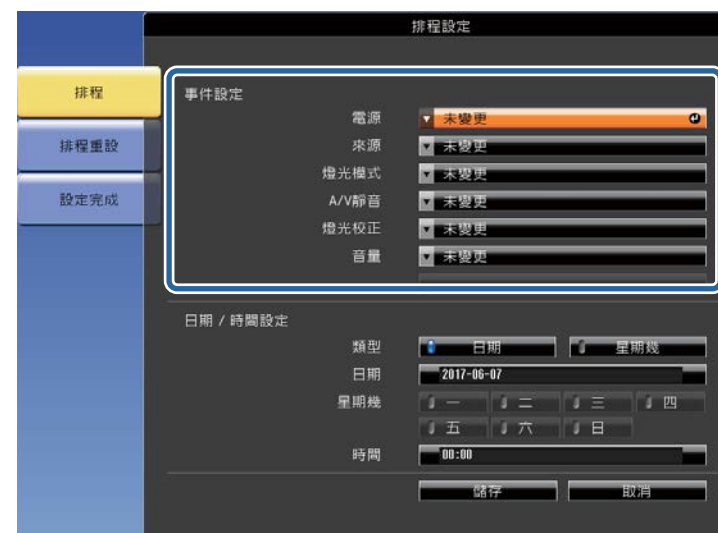 排程設定
排程
排程重設
設定完成
事件設定
電源 未變更
來源 未變更
燈光模式 未變更
A/V靜音 未變更
燈光校正 未變更
音量 未變更
日期 / 時間設定
類型 日期 星期幾
日期 2017-06-07
星期幾 一 二 三 四
五 六 日
時間 00:00
儲存 取消